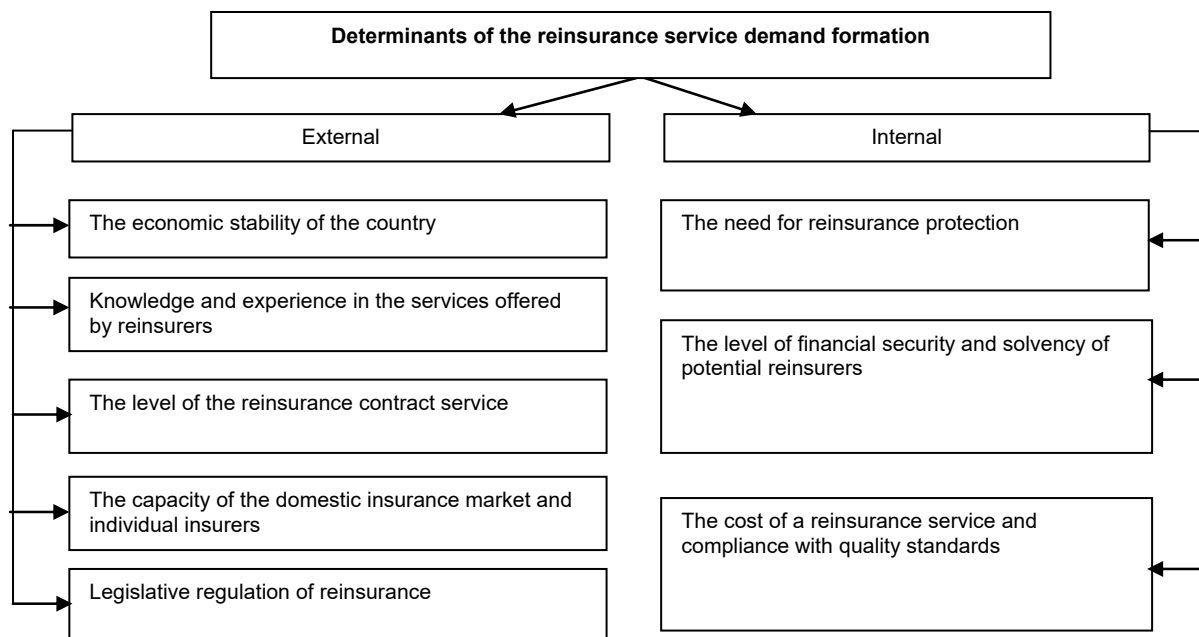 Determinants of the reinsurance service demand formation
External
Internal
The economic stability of the country
Knowledge and experience in the services offered
by reinsurers
The level of the reinsurance contract service
The capacity of the domestic insurance market and
individual insurers
Legislative regulation of reinsurance
The need for reinsurance protection
The level of financial security and solvency of
potential reinsurers
The cost of a reinsurance service and
compliance with quality standards